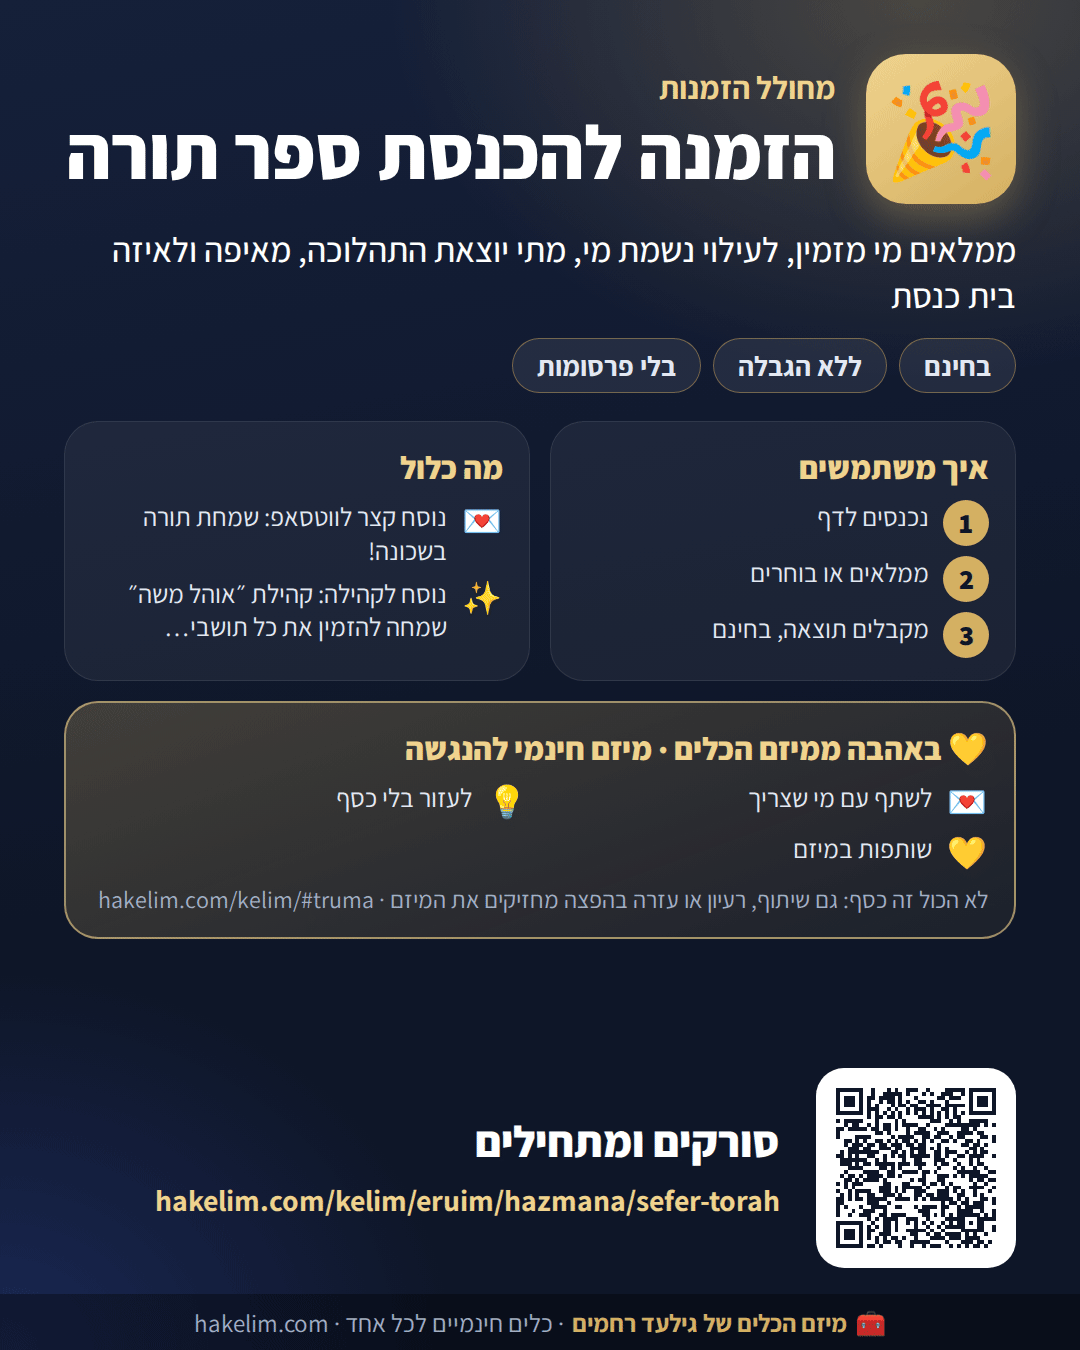 מחולל הזמנות
הזמנה להכנסת ספר תורה
ממלאים מי מזמין, לעילוי נשמת מי, מתי יוצאת התהלוכה, מאיפה ולאיזה
בית כנסת
בחינם
ללא הגבלה
בלי פרסומות
איך משתמשים
1 נכנסים לדף
2 ממלאים או בוחרים
3 מקבלים תוצאה, בחינם
מה כלול
נוסח קצר לווטסאפ: שמחת תורה
בשכונה!
נוסח לקהילה: קהילת ״אוהל משה״
שמחה להזמין את כל תושבי…
באהבה ממיזם הכלים · מיזם חינמי להנגשה
לשתף עם מי שצריך
לעזור בלי כסף
שותפות במיזם
לא הכול זה כסף: גם שיתוף, רעיון או עזרה בהפצה מחזיקים את המיזם · hakelim.com/kelim/#truma
סורקים ומתחילים
hakelim.com/kelim/eruim/hazmana/sefer-torah
מיזם הכלים של גילעד רחמים · כלים חינמיים לכל אחד · hakelim.com